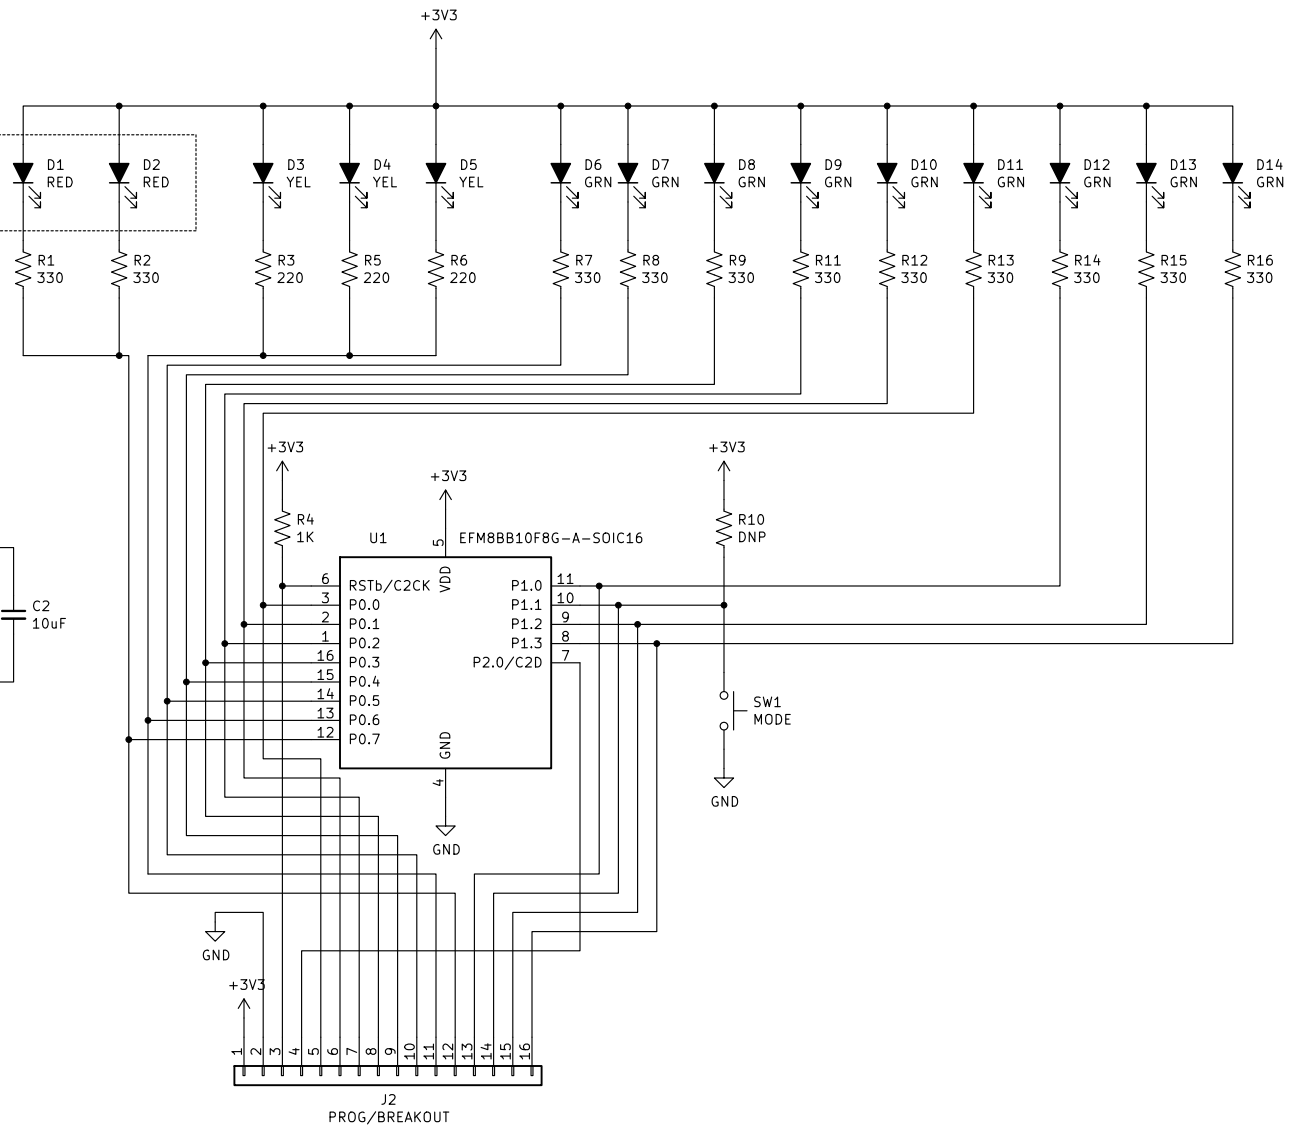 +3V3
D1 D2 D3 D4 D5 D6 D7 D8 D9 D10 D11 D12 D13 D14
RED RED YEL YEL YEL GRN GRN GRN GRN GRN GRN GRN GRN GRN
R1 R2 R3 R5 R6 R7 R8 R9 R11 R12 R13 R14 R15 R16
330 330 220 220 220 330 330 330 330 330 330 330 330 330
+3V3 +3V3
+3V3
R4 R10
1K DNP
U1 5 EFM8BB10F8G-A-SOIC16
VDD
6 RSTb/C2CK P1.0 11
3 P0.0 P1.1 10
2 P0.1 P1.2 9
1 P0.2 P1.3 8
16 P0.3 P2.0/C2D 7
15 P0.4
14 P0.5
13 P0.6
12 P0.7
GND
4
C2
10uF
SW1
MODE
GND
GND
GND
+3V3
1 2 3 4 5 6 7 8 9 10 11 12 13 14 15 16
J2
PROG/BREAKOUT